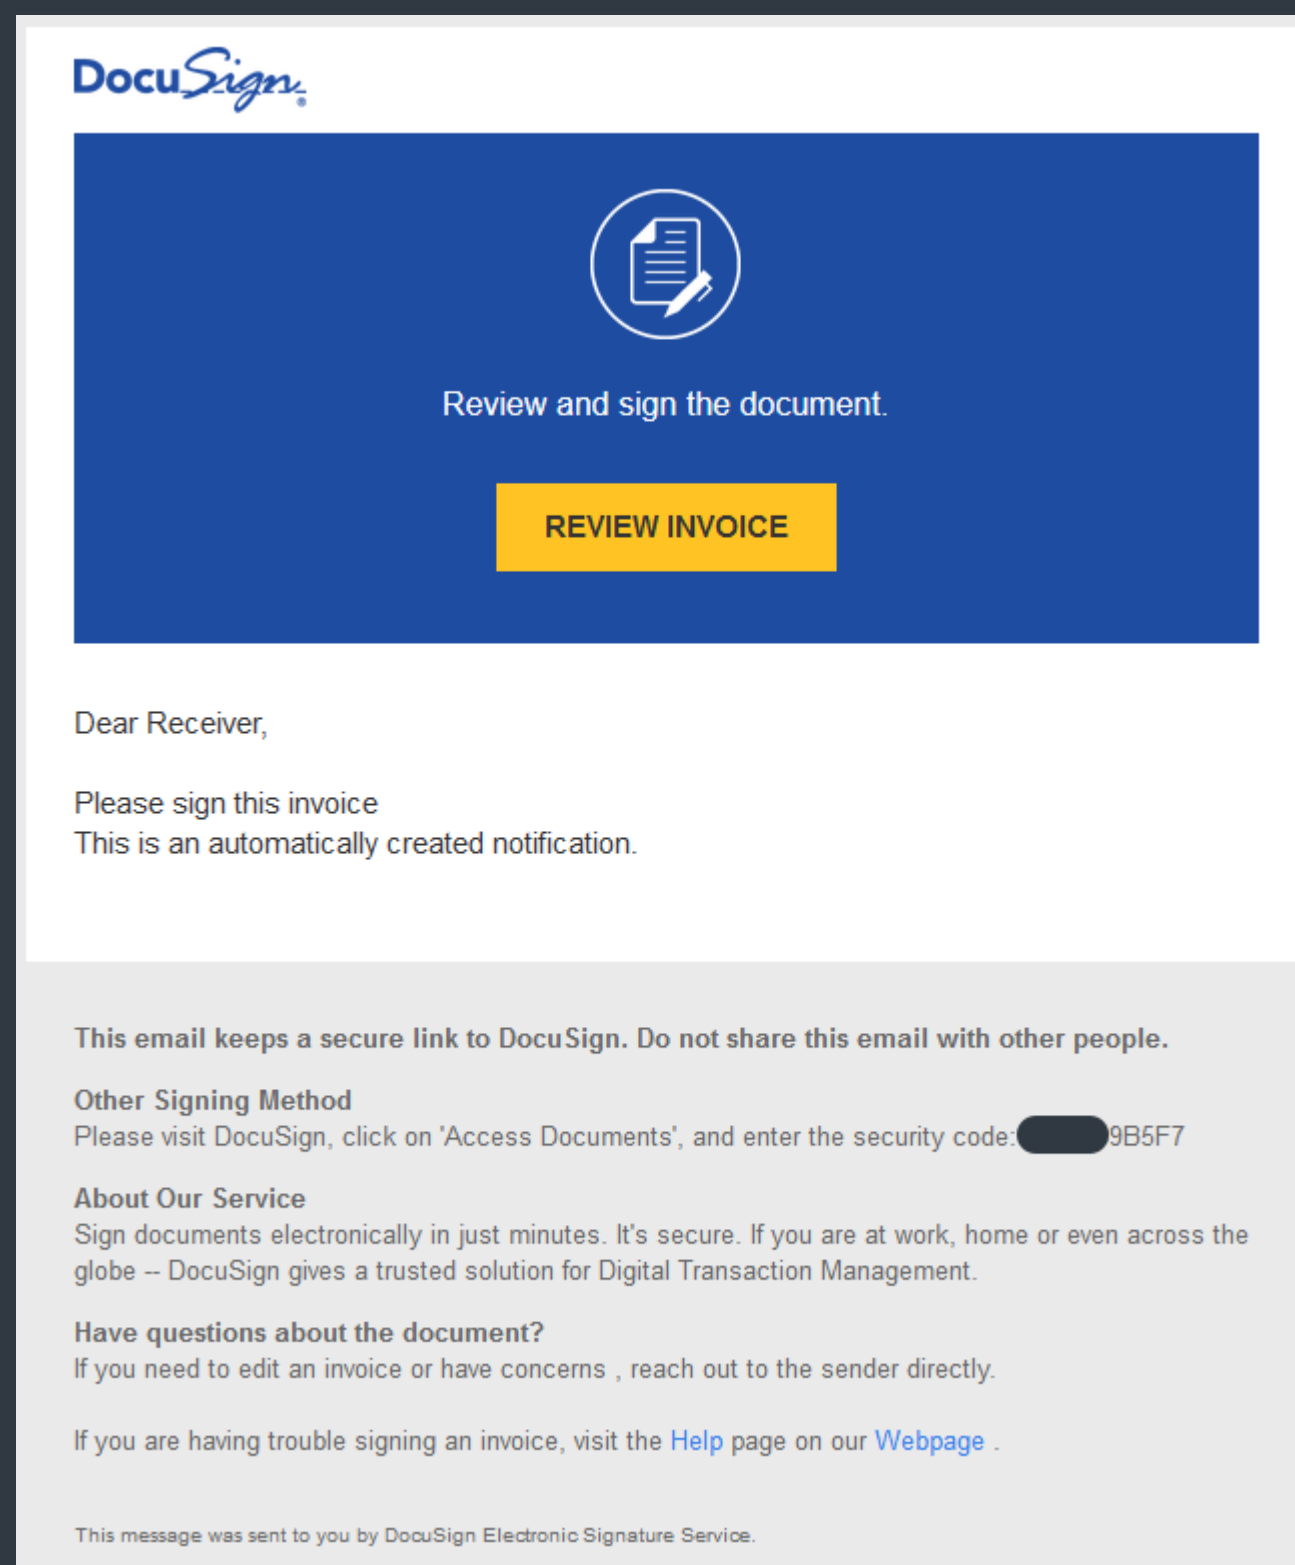 DocuSign®
Review and sign the document.
REVIEW INVOICE
Dear Receiver,
Please sign this invoice
This is an automatically created notification.
This email keeps a secure link to DocuSign. Do not share this email with other people.
Other Signing Method
Please visit DocuSign, click on 'Access Documents', and enter the security code: 9B5F7
About Our Service
Sign documents electronically in just minutes. It's secure. If you are at work, home or even across the
globe -- DocuSign gives a trusted solution for Digital Transaction Management.
Have questions about the document?
If you need to edit an invoice or have concerns , reach out to the sender directly.
If you are having trouble signing an invoice, visit the Help page on our Webpage .
This message was sent to you by DocuSign Electronic Signature Service.